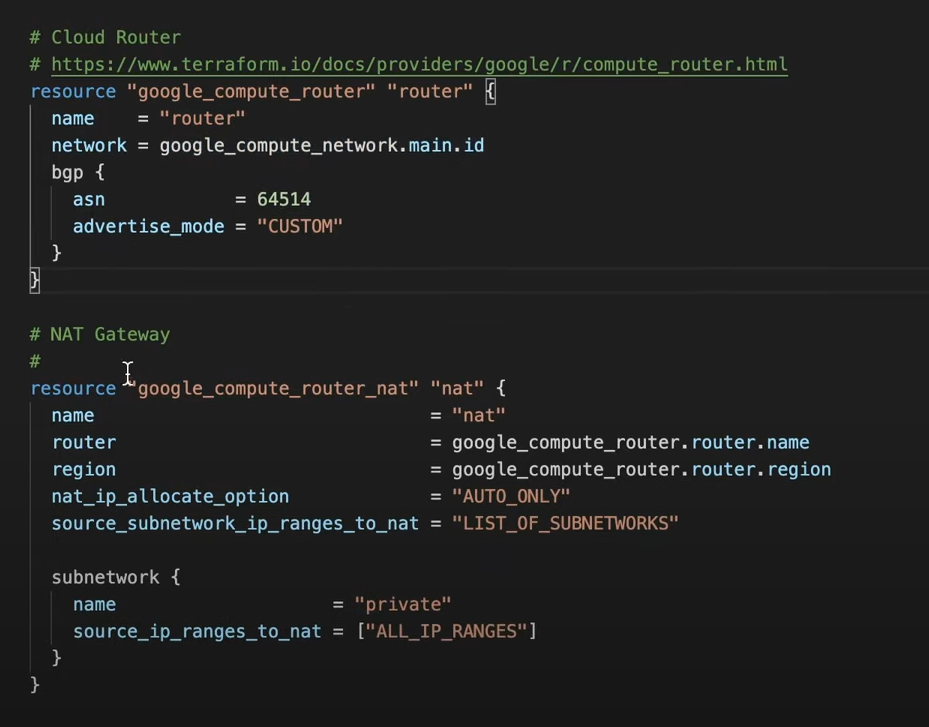 # Cloud Router
# https://www.terraform.io/docs/providers/google/r/compute_router.html
resource "google_compute_router" "router" {
  name    = "router"
  network = google_compute_network.main.id
  bgp {
    asn            = 64514
    advertise_mode = "CUSTOM"
  }
}

# NAT Gateway
#
resource "google_compute_router_nat" "nat" {
  name                               = "nat"
  router                             = google_compute_router.router.name
  region                             = google_compute_router.router.region
  nat_ip_allocate_option             = "AUTO_ONLY"
  source_subnetwork_ip_ranges_to_nat = "LIST_OF_SUBNETWORKS"

  subnetwork {
    name                    = "private"
    source_ip_ranges_to_nat = ["ALL_IP_RANGES"]
  }
}